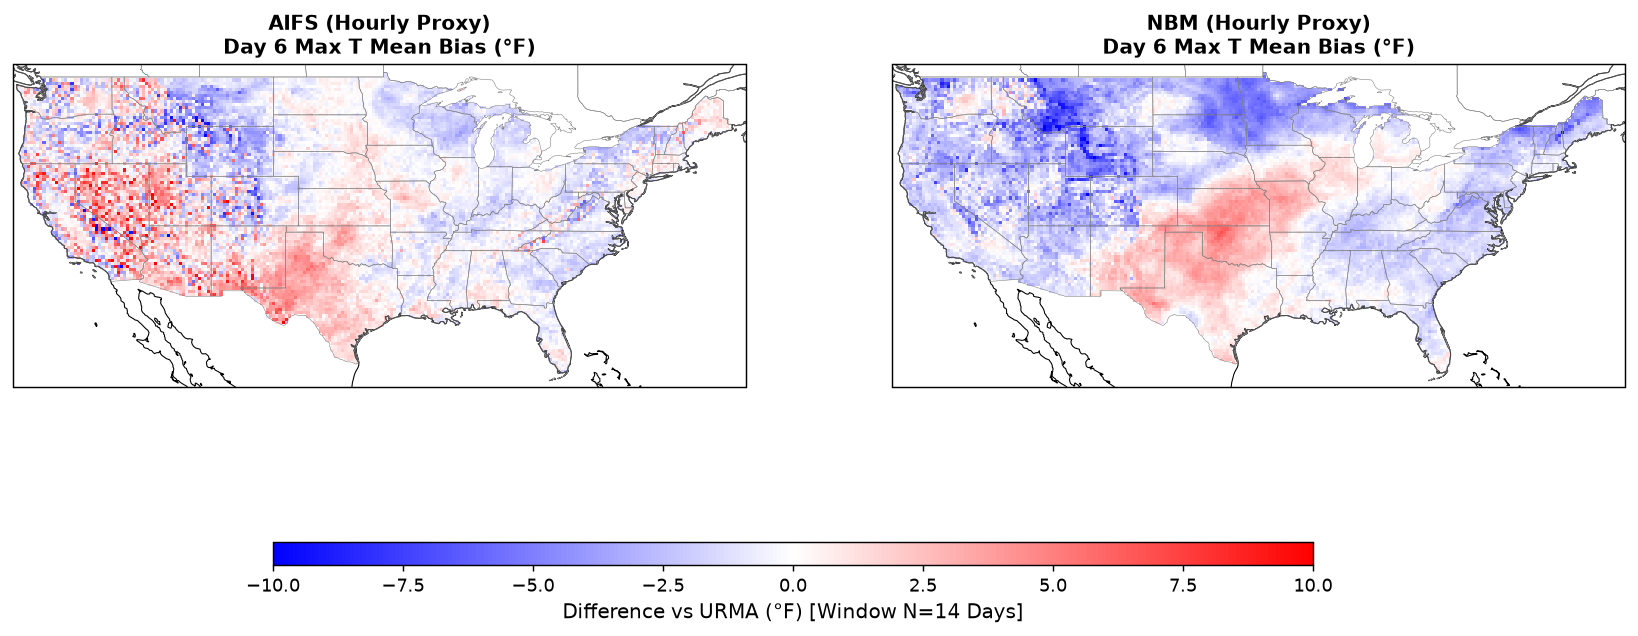 AIFS (Hourly Proxy)
Day 6 Max T Mean Bias (°F)
NBM (Hourly Proxy)
Day 6 Max T Mean Bias (°F)
−10.0 −7.5 −5.0 −2.5 0.0 2.5 5.0 7.5 10.0
Difference vs URMA (°F) [Window N=14 Days]